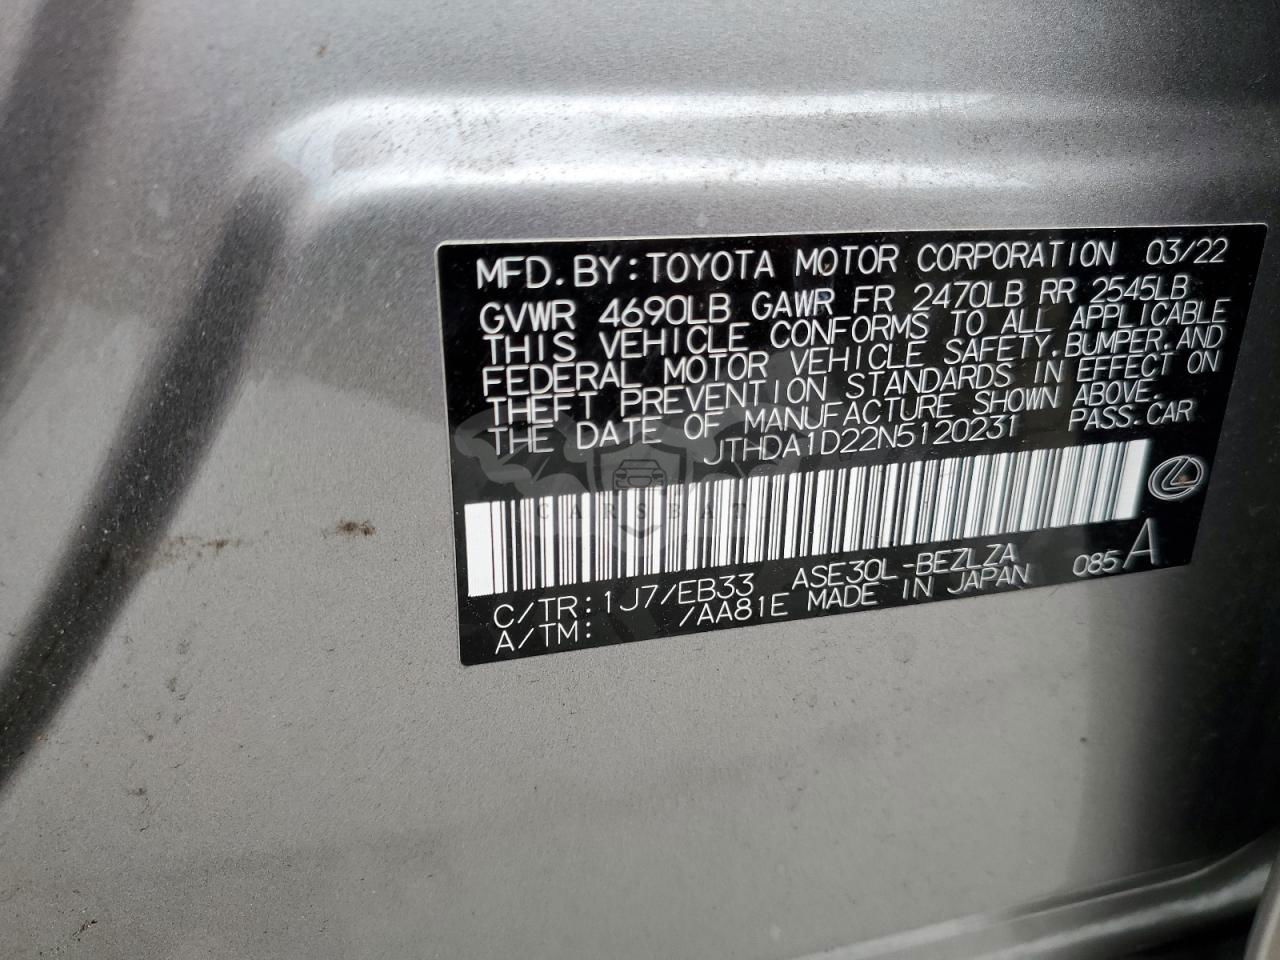 MFD.BY:TOYOTA MOTOR CORPORATION 03/22
GVWR 4690LB GAWR FR 2470LB RR 2545LB
THIS VEHICLE CONFORMS TO ALL APPLICABLE
FEDERAL MOTOR VEHICLE SAFETY,BUMPER,AND
THEFT PREVENTION STANDARDS IN EFFECT ON
THE DATE OF MANUFACTURE SHOWN ABOVE.
JTHDA1D22N5120231 PASS.CAR
CARSBAT
C/TR:1J7/EB33 ASE30L-BEZLZA 085A
A/TM: /AA81E MADE IN JAPAN